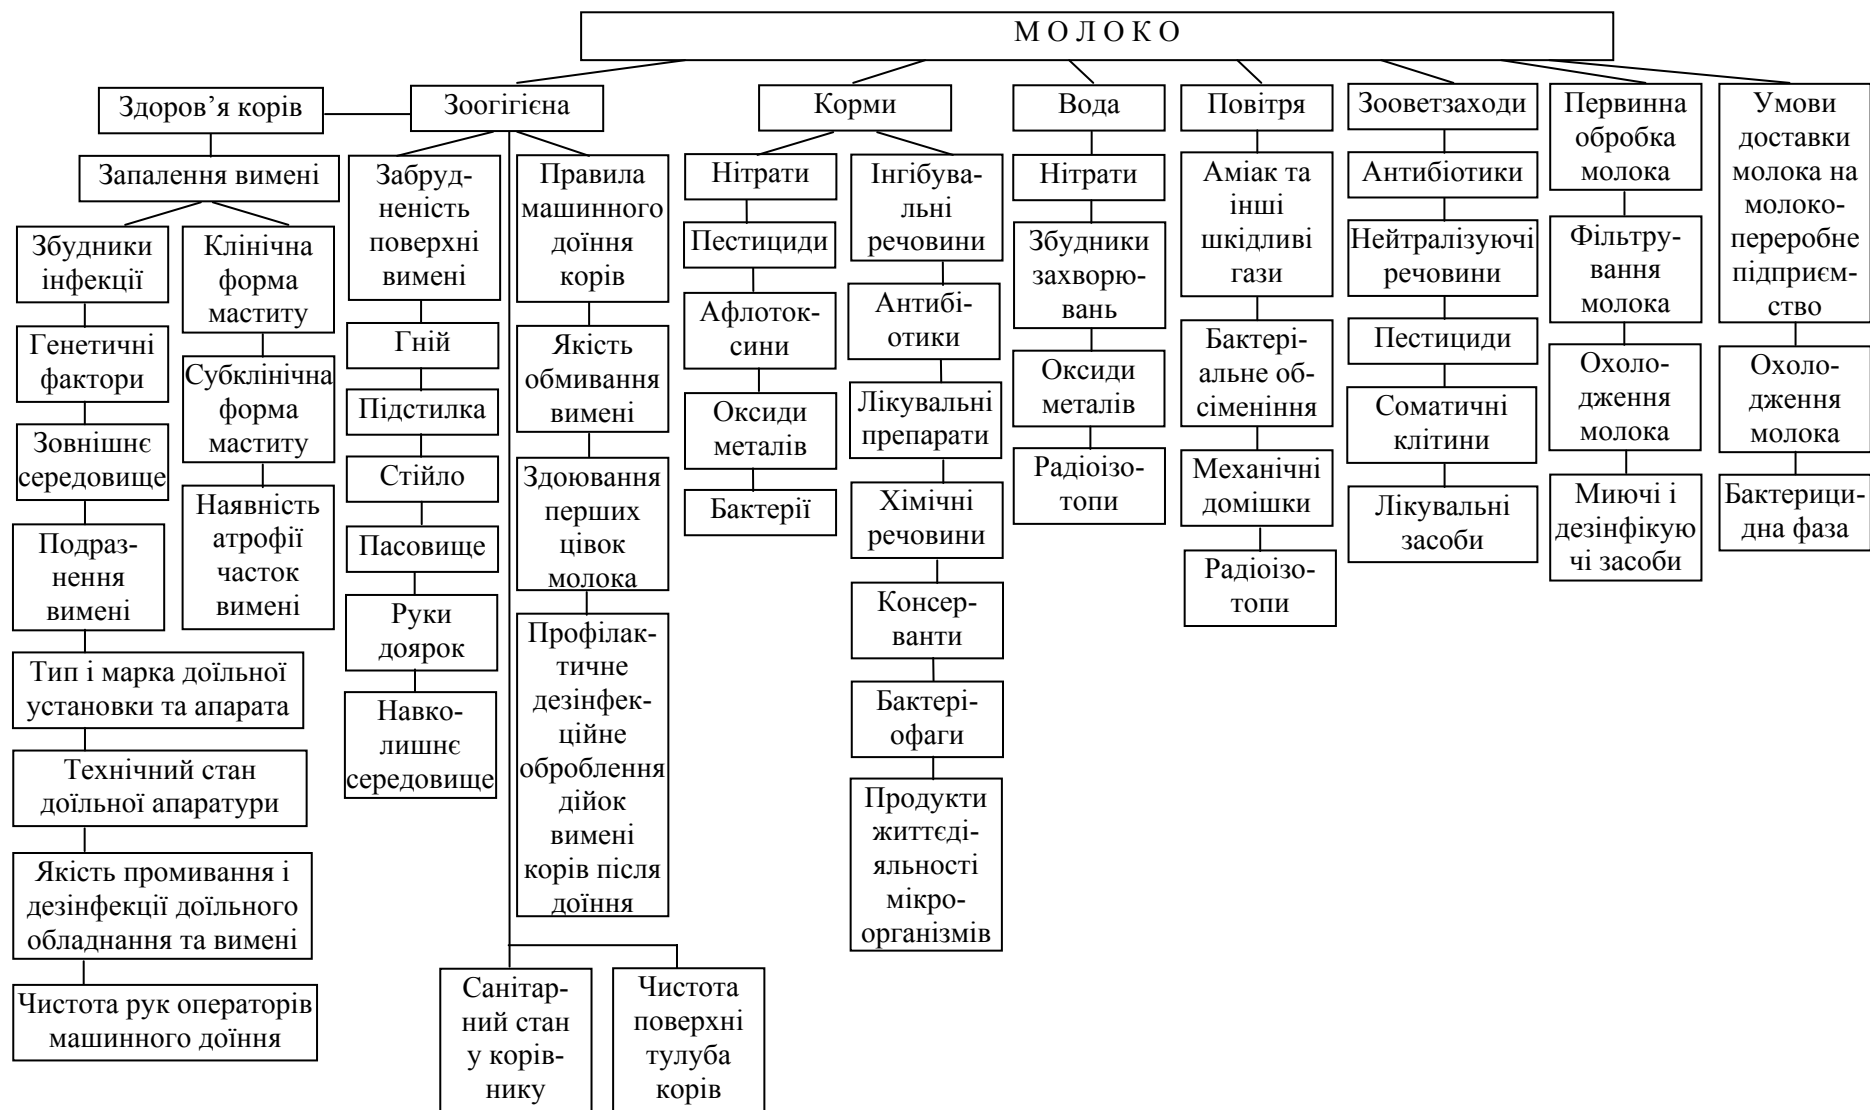 М О Л О К О
Здоров’я корів
Зоогігієна
Корми
Вода
Повітря
Зооветзаходи
Первинна
обробка
молока
Умови
доставки
молока на
молоко-
переробне
підприєм-
ство
Запалення вимені
Збудники
інфекції
Генетичні
фактори
Зовнішнє
середовище
Подраз-
нення
вимені
Тип і марка доїльної
установки та апарата
Технічний стан
доїльної апаратури
Якість промивання і
дезінфекції доїльного
обладнання та вимені
Чистота рук операторів
машинного доїння
Клінічна
форма
маститу
Субклінічна
форма
маститу
Наявність
атрофії
часток
вимені
Забруд-
неність
поверхні
вимені
Гній
Підстилка
Стійло
Пасовище
Руки
доярок
Навко-
лишнє
середовище
Правила
машинного
доїння
корів
Якість
обмивання
вимені
Здоювання
перших
цівок
молока
Профілак-
тичне
дезінфек-
ційне
оброблення
дійок
вимені
корів після
доїння
Санітар-
ний стан
у корів-
нику
Чистота
поверхні
тулуба
корів
Нітрати
Пестициди
Афлоток-
сини
Оксиди
металів
Бактерії
Інгібува-
льні
речовини
Антибі-
отики
Лікувальні
препарати
Хімічні
речовини
Консер-
ванти
Бактері-
офаги
Продукти
життєді-
яльності
мікро-
організмів
Нітрати
Збудники
захворю-
вань
Оксиди
металів
Радіоізо-
топи
Аміак та
інші
шкідливі
гази
Бактері-
альне об-
сіменіння
Механічні
домішки
Радіоізо-
топи
Антибіотики
Нейтралізуючі
речовини
Пестициди
Соматичні
клітини
Лікувальні
засоби
Фільтру-
вання
молока
Охоло-
дження
молока
Миючі і
дезінфікую
чі засоби
Охоло-
дження
молока
Бактерици-
дна фаза